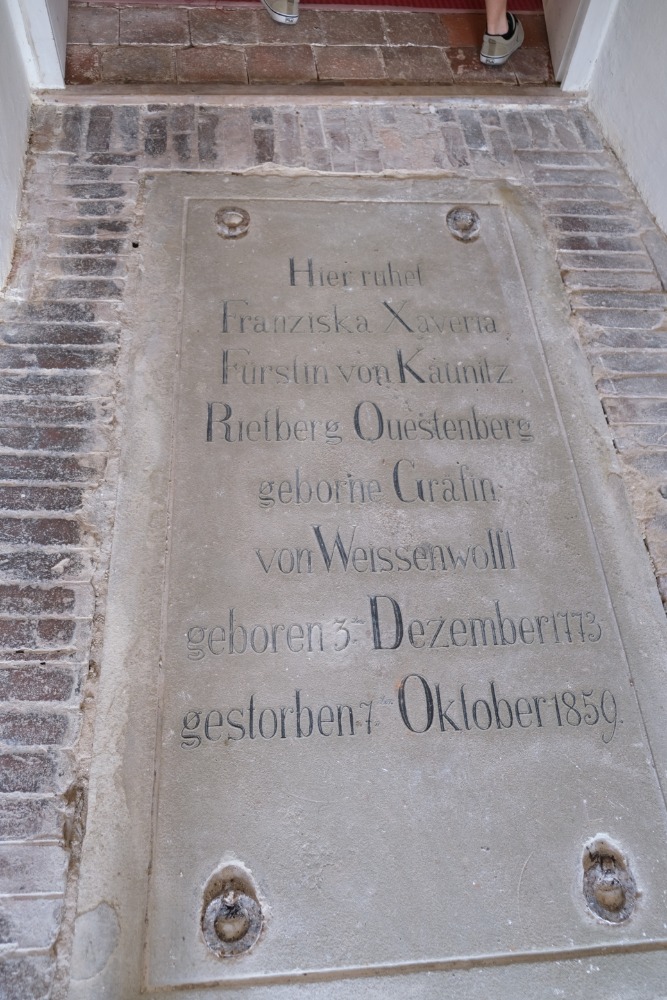 Hier ruhet
Franziska Xaveria
Fürstin von Kaunitz
Rietberg Questenberg
geborne Gräfin
von Weissenwolff
geboren 3ten Dezember 1773
gestorben 7ten Oktober 1859.